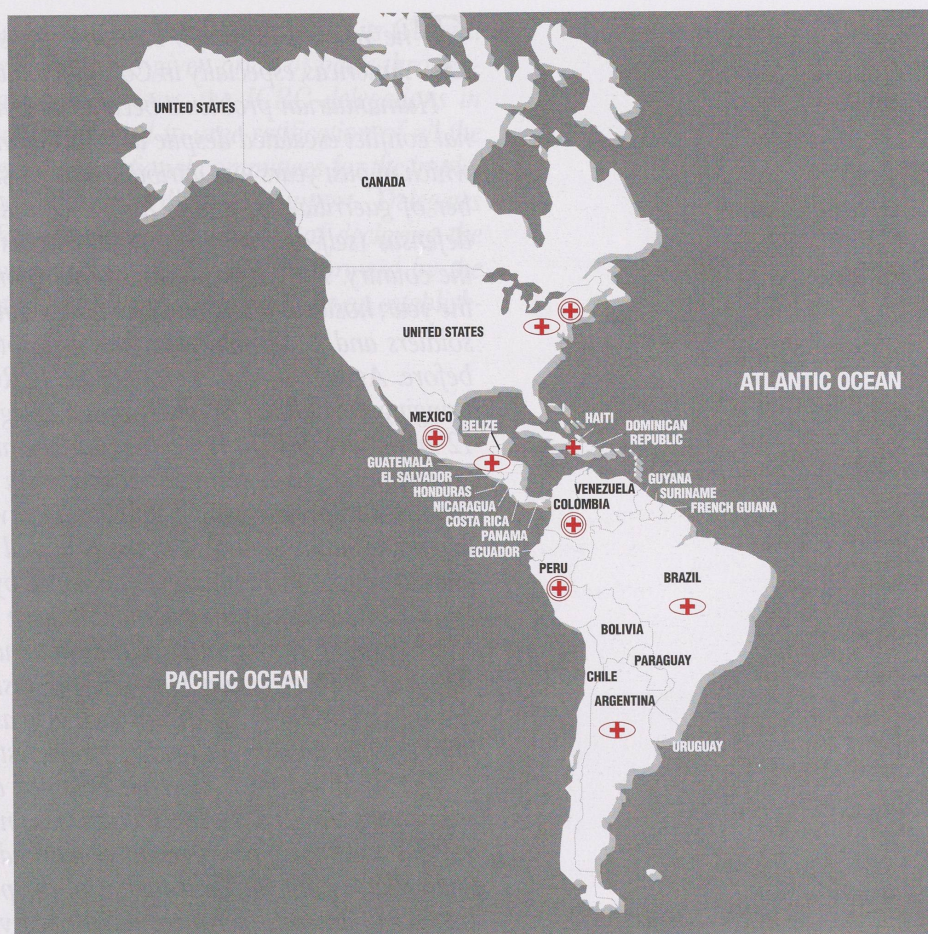 UNITED STATES
CANADA
UNITED STATES
ATLANTIC OCEAN
MEXICO
BELIZE
HAITI
DOMINICAN
REPUBLIC
GUATEMALA
EL SALVADOR
HONDURAS
NICARAGUA
COSTA RICA
PANAMA
ECUADOR
GUYANA
SURINAME
FRENCH GUIANA
VENEZUELA
COLOMBIA
PERU
BRAZIL
BOLIVIA
PARAGUAY
CHILE
ARGENTINA
URUGUAY
PACIFIC OCEAN